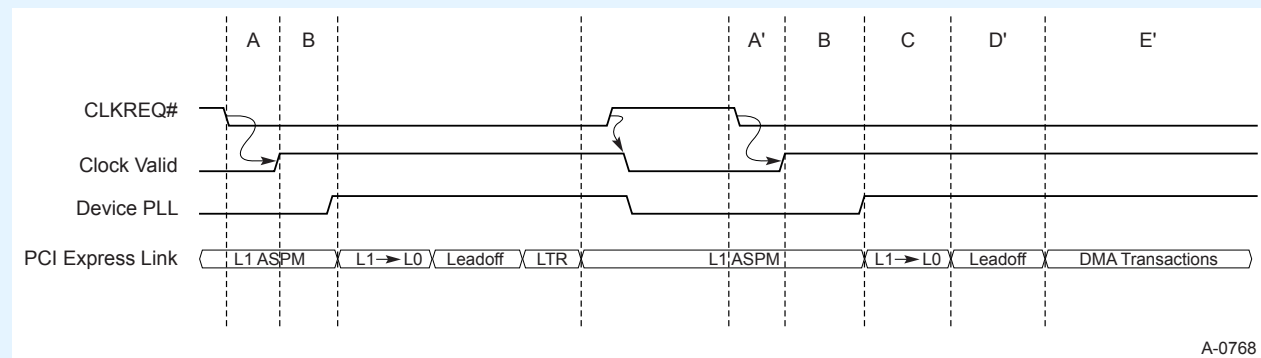 A B A' B C D' E'
CLKREQ#
Clock Valid
Device PLL
PCI Express Link L1 ASPM L1→L0 Leadoff LTR L1 ASPM L1→L0 Leadoff DMA Transactions
A-0768